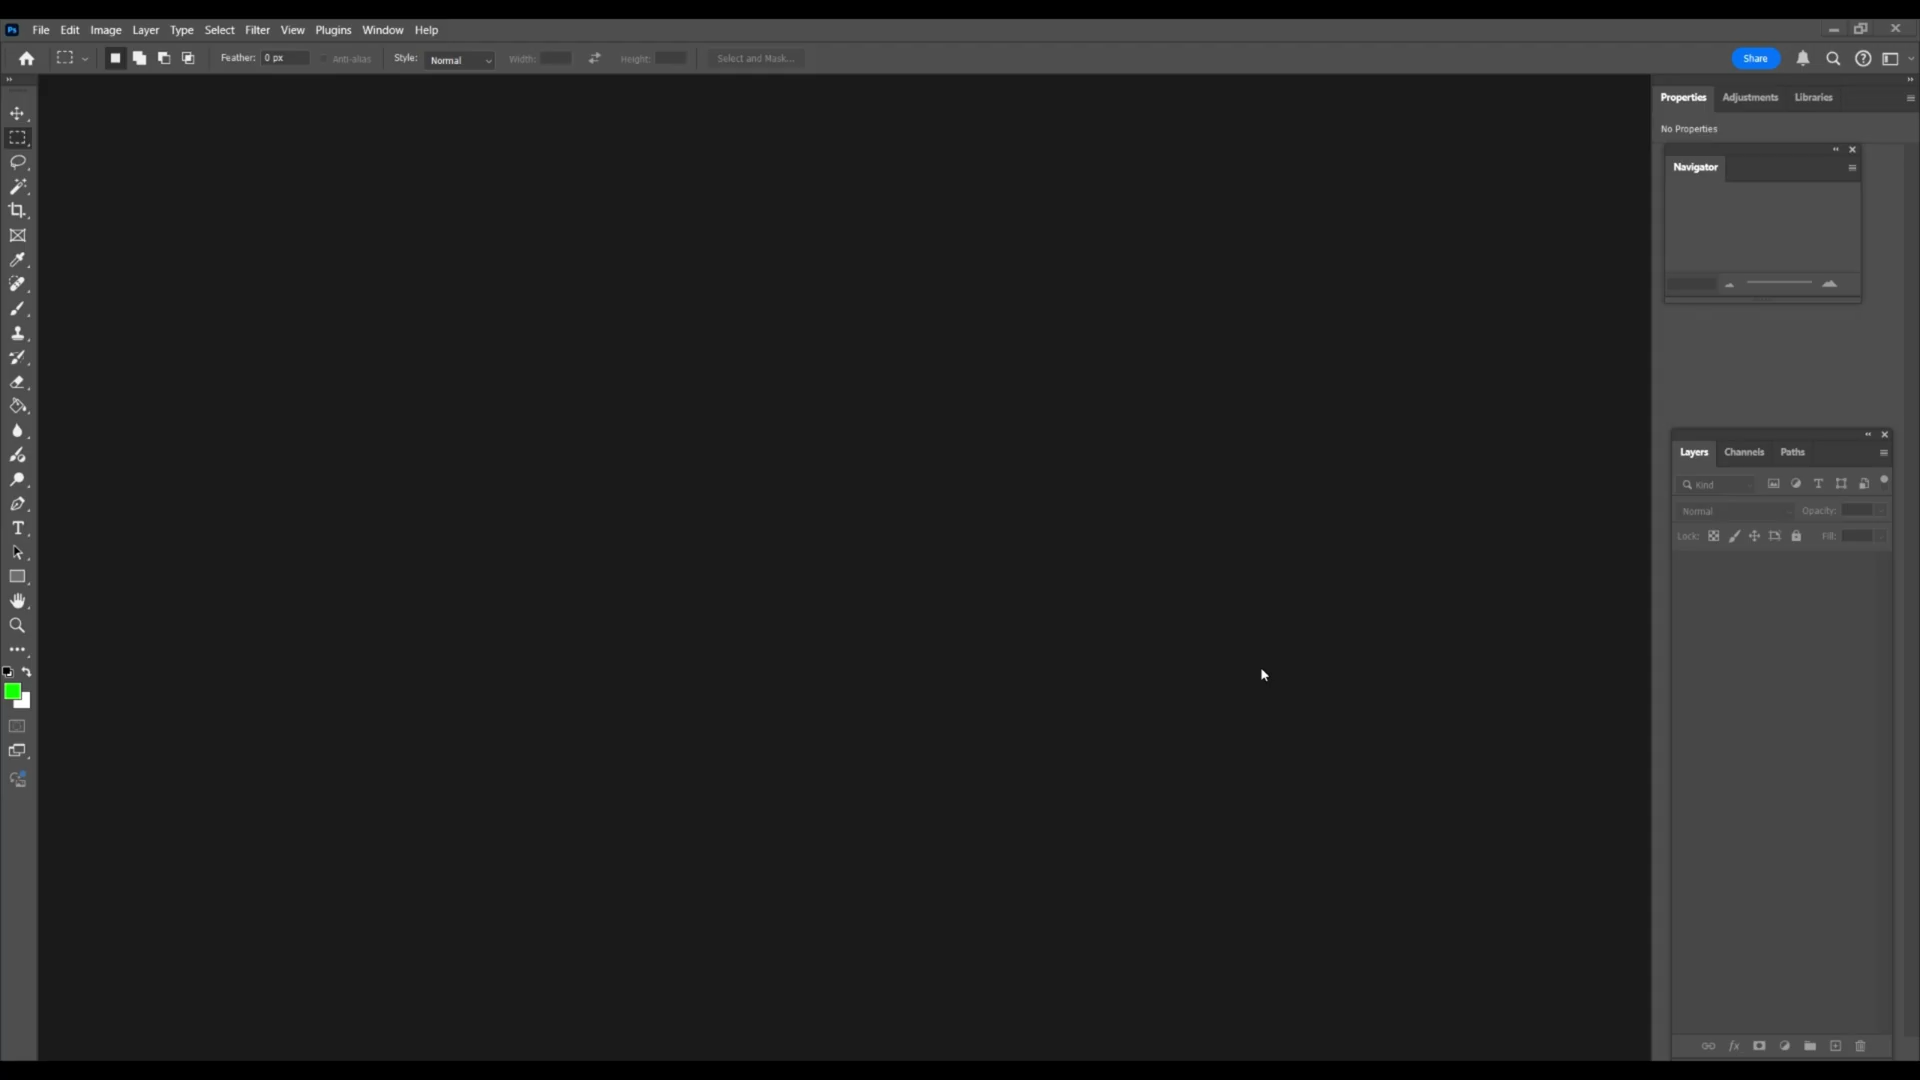 Ps File Edit Image Layer Type Select Filter View Plugins Window Help
Feather: 0 px Anti-alias Style: Normal Width: Height: Select and Mask... Share
Properties Adjustments Libraries
No Properties
Navigator
Layers Channels Paths
Kind
Normal Opacity:
Lock: Fill:
fx